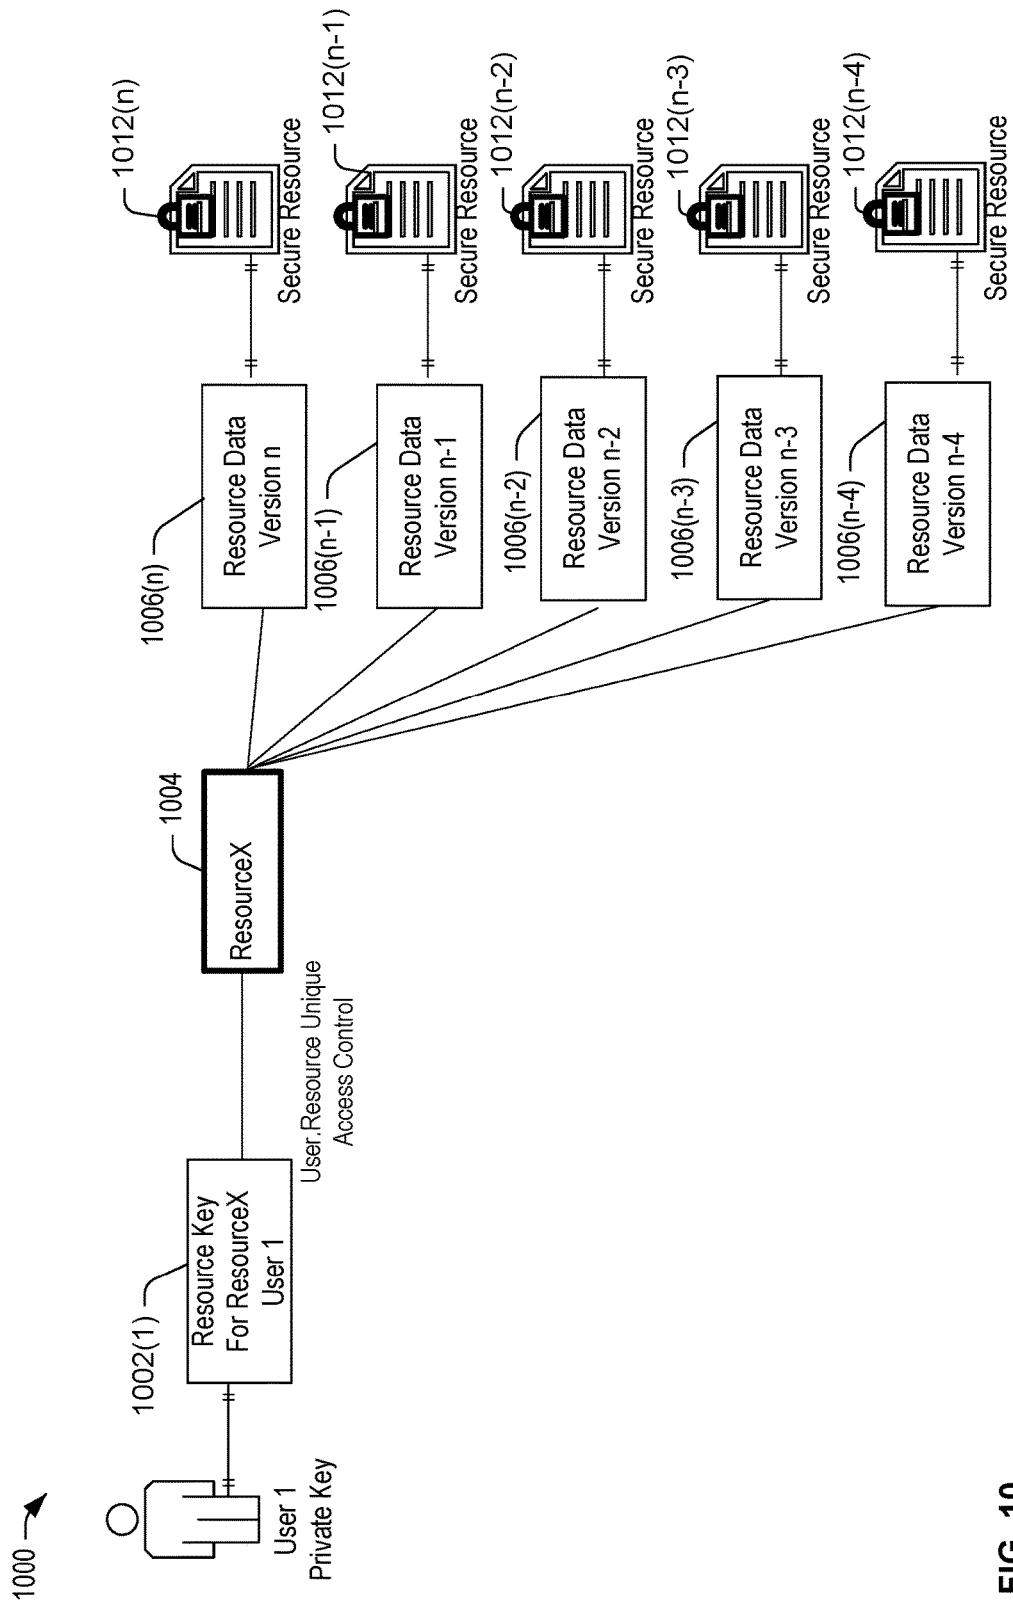 1000
User 1
Private Key
1002(1)
Resource Key
For ResourceX
User 1
User.Resource Unique
Access Control
1004
ResourceX
1006(n)
Resource Data
Version n
1012(n)
Secure Resource
1006(n-1)
Resource Data
Version n-1
1012(n-1)
Secure Resource
1006(n-2)
Resource Data
Version n-2
1012(n-2)
Secure Resource
1006(n-3)
Resource Data
Version n-3
1012(n-3)
Secure Resource
1006(n-4)
Resource Data
Version n-4
1012(n-4)
Secure Resource
FIG. 10